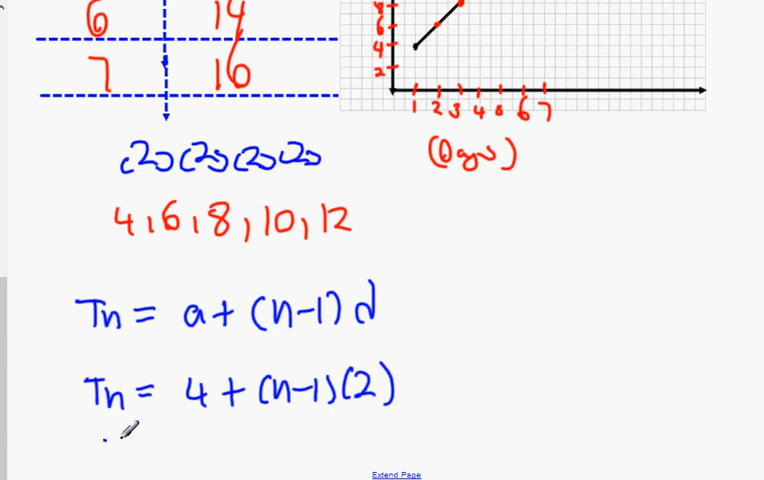 6 14
7 16
8
6
4
2
1 2 3 4 5 6 7
(Days)
(2) (2) (2) (2)
4, 6, 8, 10, 12
Tn = a + (n-1) d
Tn = 4 + (n-1)(2)
Extend Page